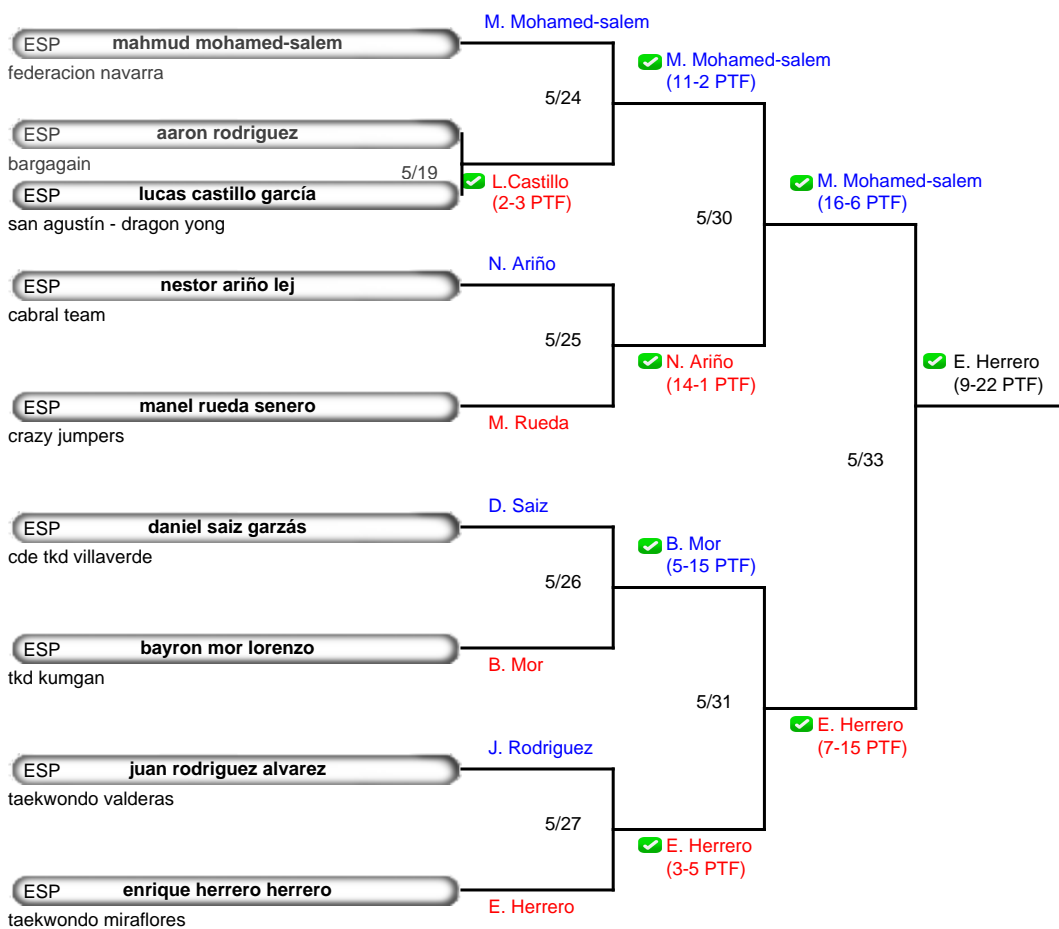 M. Mohamed-salem
ESP mahmud mohamed-salem
federacion navarra
M. Mohamed-salem
(11-2 PTF)
5/24
ESP aaron rodriguez
bargagain
5/19
L.Castillo
(2-3 PTF)
ESP lucas castillo garcía
san agustín - dragon yong
M. Mohamed-salem
(16-6 PTF)
5/30
N. Ariño
ESP nestor ariño lej
cabral team
5/25
N. Ariño
(14-1 PTF)
E. Herrero
(9-22 PTF)
ESP manel rueda senero
crazy jumpers
M. Rueda
5/33
D. Saiz
ESP daniel saiz garzás
cde tkd villaverde
B. Mor
(5-15 PTF)
5/26
ESP bayron mor lorenzo
tkd kumgan
B. Mor
5/31
E. Herrero
(7-15 PTF)
J. Rodriguez
ESP juan rodriguez alvarez
taekwondo valderas
5/27
E. Herrero
(3-5 PTF)
ESP enrique herrero herrero
taekwondo miraflores
E. Herrero